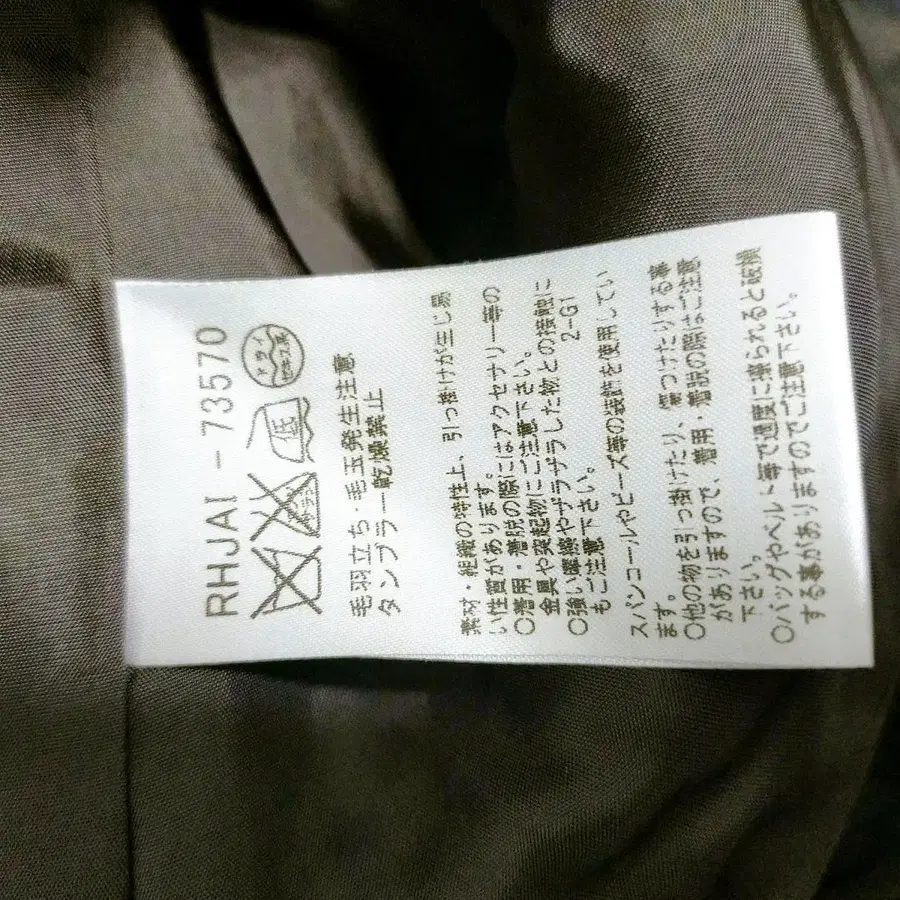 RHJAI-73570
低
ドライ
セキユ系
毛羽立ち・毛玉発生注意
タンブラー乾燥禁止
素材・組織の特性上、引っ掛けが生じ易
い性質があります。
○着用・着脱の際にはアクセサリー等の
金具や突起物にご注意下さい。
○強い摩擦やザラザラした物との接触に
もご注意下さい。
2-G1
スパンコールやビーズ等の装飾を使用してい
ます。
○他の物を引っ掛けたり、傷つけたりする事
がありますので、着用・着脱の際はご注意
下さい。
○バッグやベルト等で過度に擦られると破損
する事がありますのでご注意下さい。